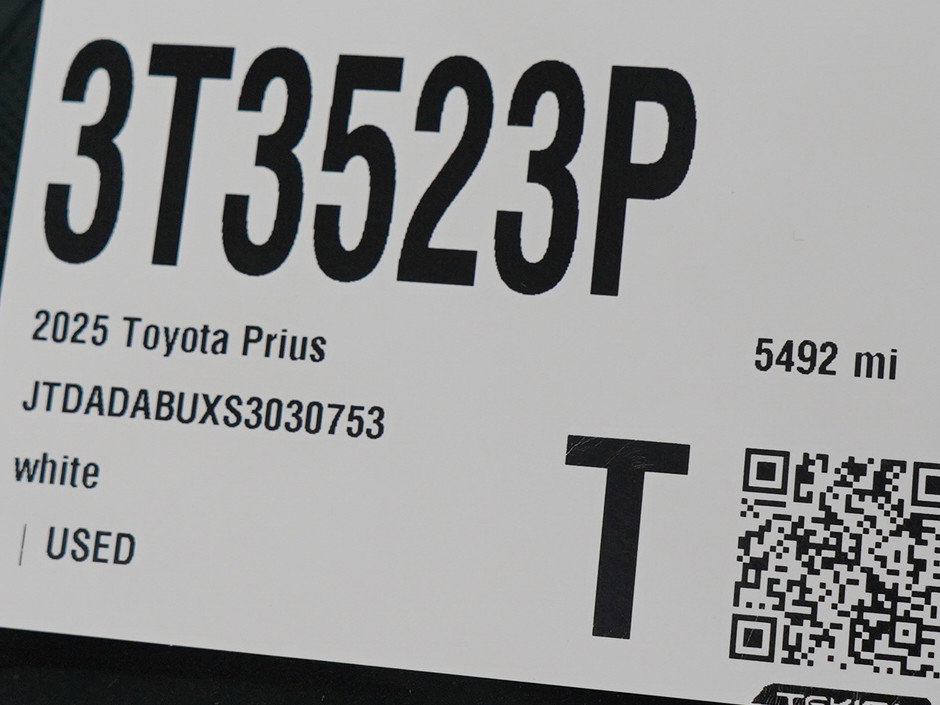 3T3523P
2025 Toyota Prius
5492 mi
JTDADABUXS3030753
white
T
USED